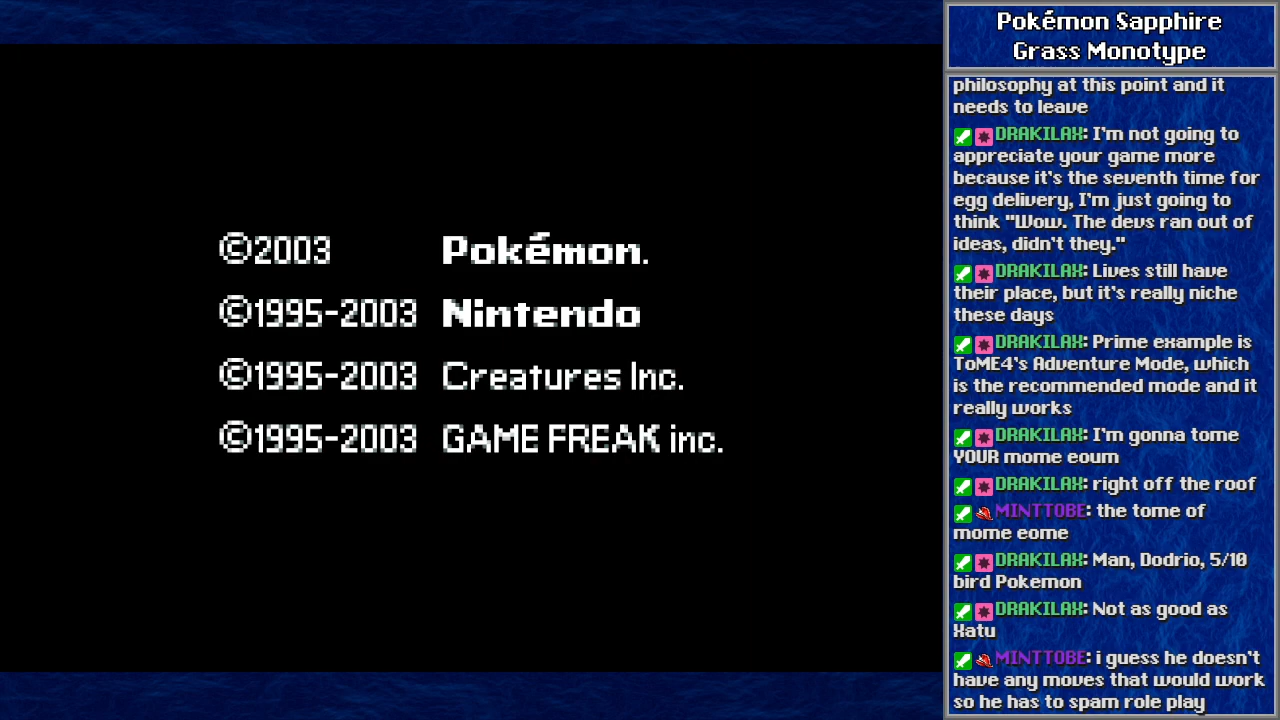 ©2003 Pokémon.
©1995-2003 Nintendo
©1995-2003 Creatures Inc.
©1995-2003 GAME FREAK inc.
Pokémon Sapphire
Grass Monotype
philosophy at this point and it
needs to leave
DRAKILAX: I'm not going to
appreciate your game more
because it's the seventh time for
egg delivery, I'm just going to
think "Wow. The devs ran out of
ideas, didn't they."
DRAKILAX: Lives still have
their place, but it's really niche
these days
DRAKILAX: Prime example is
ToME4's Adventure Mode, which
is the recommended mode and it
really works
DRAKILAX: I'm gonna tome
YOUR mome eoum
DRAKILAX: right off the roof
MINTTOBE: the tome of
mome eome
DRAKILAX: Man, Dodrio, 5/10
bird Pokemon
DRAKILAX: Not as good as
Xatu
MINTTOBE: i guess he doesn't
have any moves that would work
so he has to spam role play